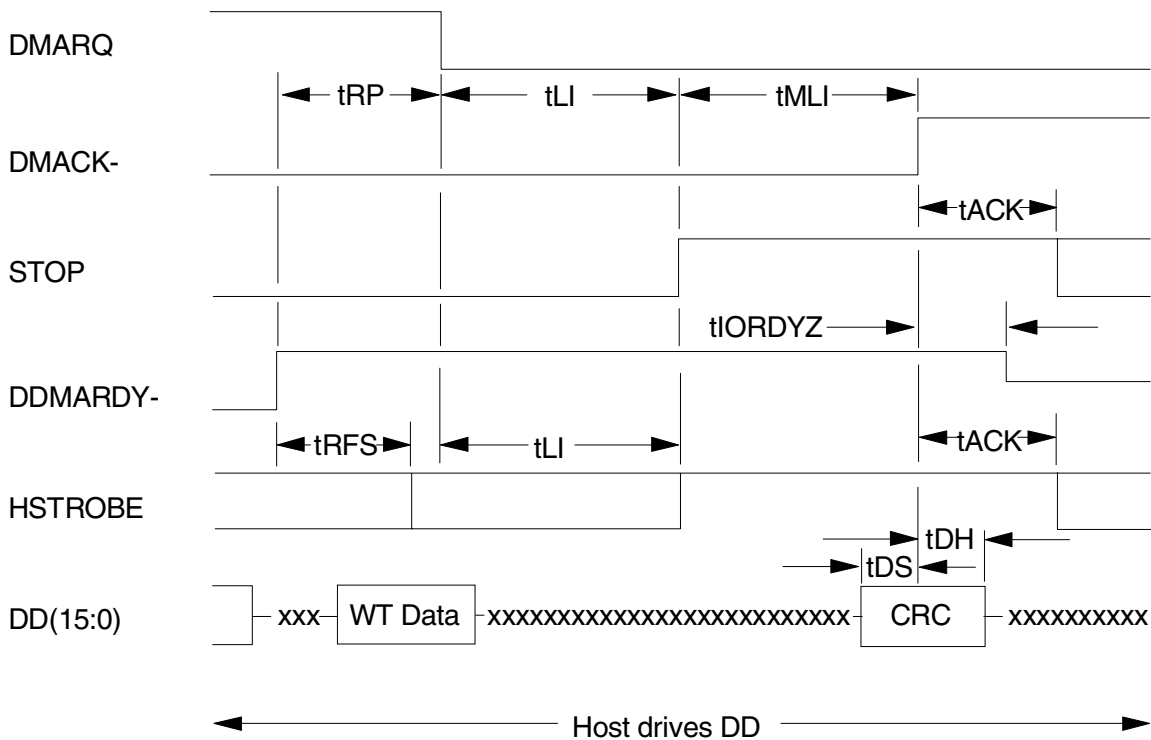 DMARQ
tRP tLI tMLI
DMACK-
tACK
STOP
tIORDYZ
DDMARDY-
tRFS tLI tACK
HSTROBE
tDH
tDS
DD(15:0) xxx WT Data xxxxxxxxxxxxxxxxxxxxxxxxxx CRC xxxxxxxxxx
Host drives DD